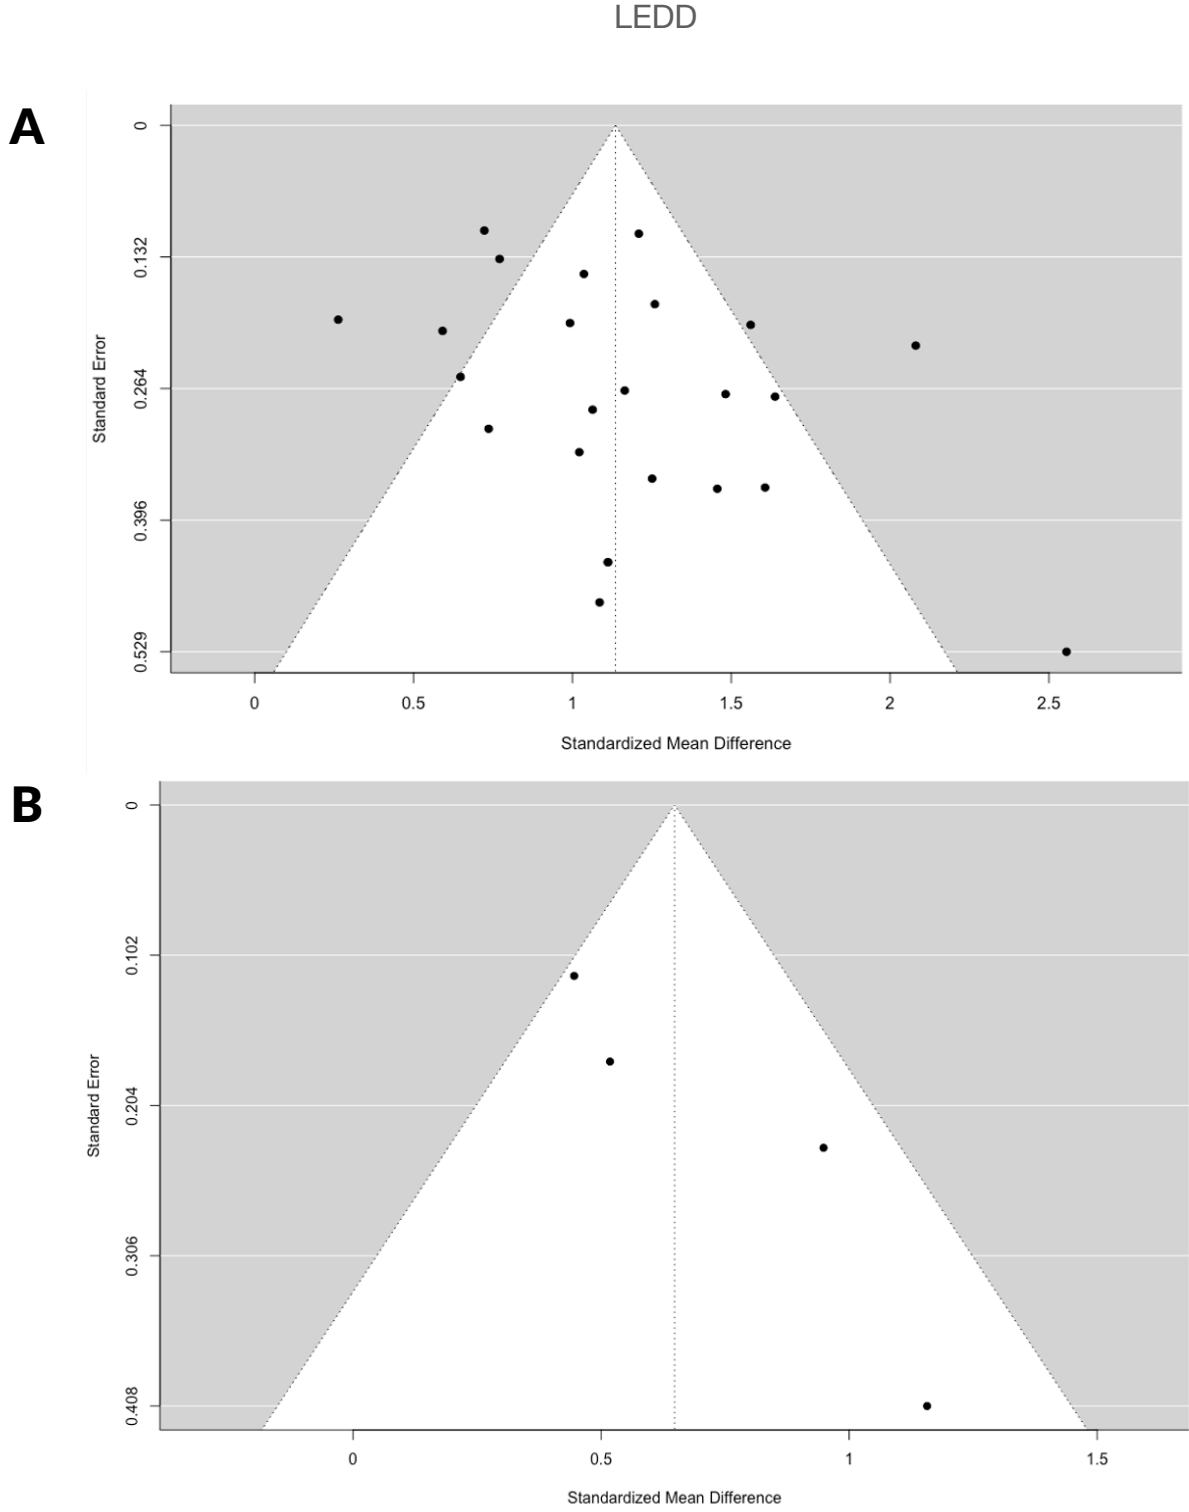 LEDD
A
0
0.132
0.264
0.396
0.529
Standard Error
0 0.5 1 1.5 2 2.5
Standardized Mean Difference
B
0
0.102
0.204
0.306
0.408
Standard Error
0 0.5 1 1.5
Standardized Mean Difference